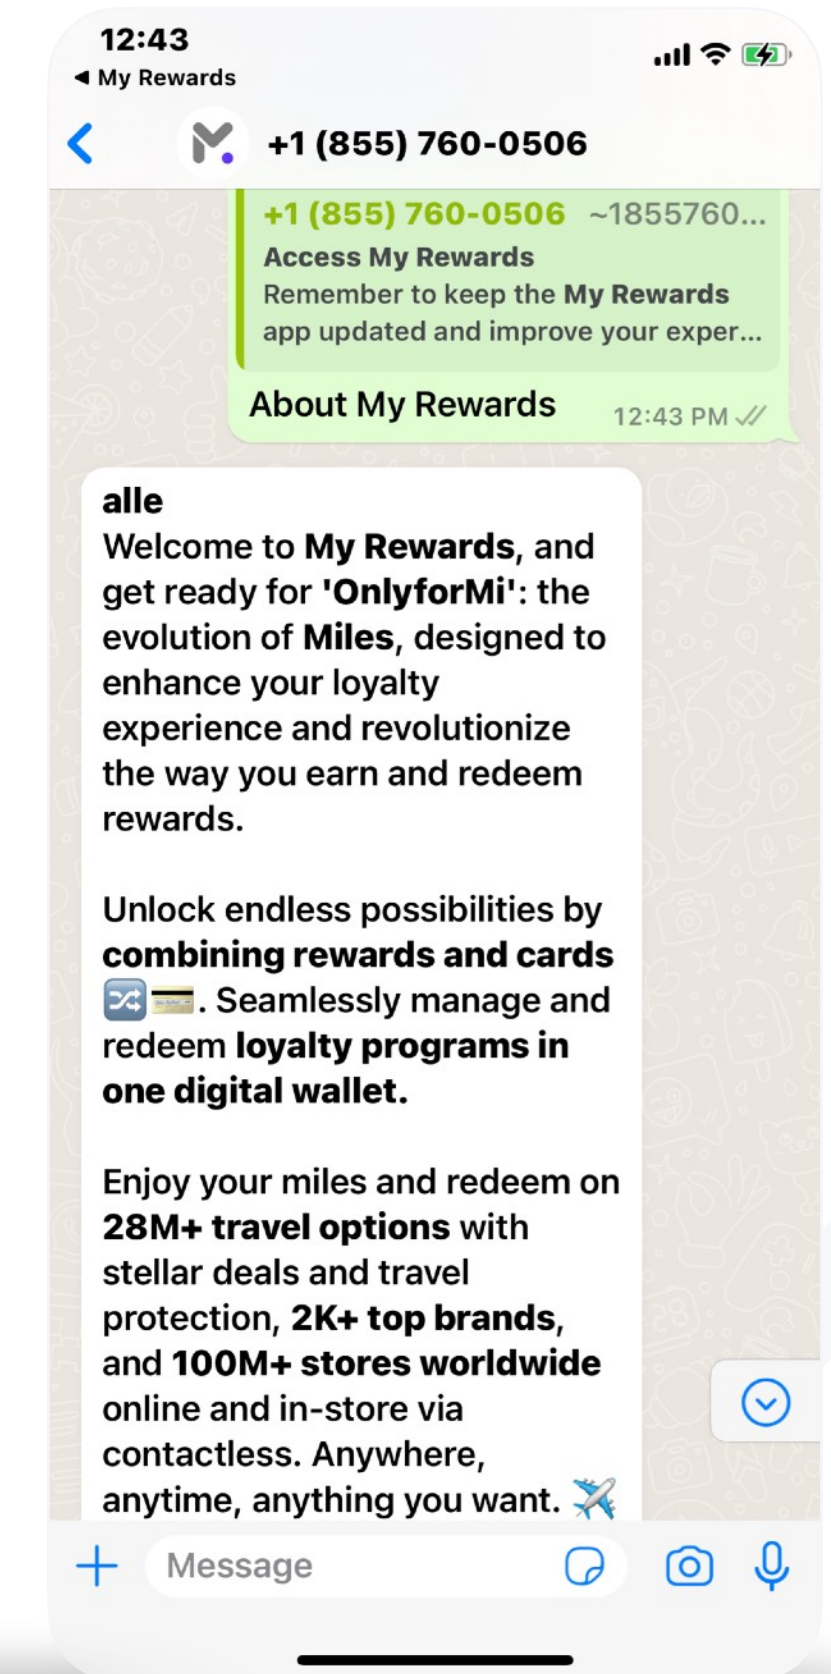 12:43
◀ My Rewards
+1 (855) 760-0506
+1 (855) 760-0506 ~1855760...
Access My Rewards
Remember to keep the My Rewards
app updated and improve your exper...
About My Rewards
12:43 PM
alle
Welcome to My Rewards, and
get ready for 'OnlyforMi': the
evolution of Miles, designed to
enhance your loyalty
experience and revolutionize
the way you earn and redeem
rewards.
Unlock endless possibilities by
combining rewards and cards
🔀💳. Seamlessly manage and
redeem loyalty programs in
one digital wallet.
Enjoy your miles and redeem on
28M+ travel options with
stellar deals and travel
protection, 2K+ top brands,
and 100M+ stores worldwide
online and in-store via
contactless. Anywhere,
anytime, anything you want. ✈️
Message